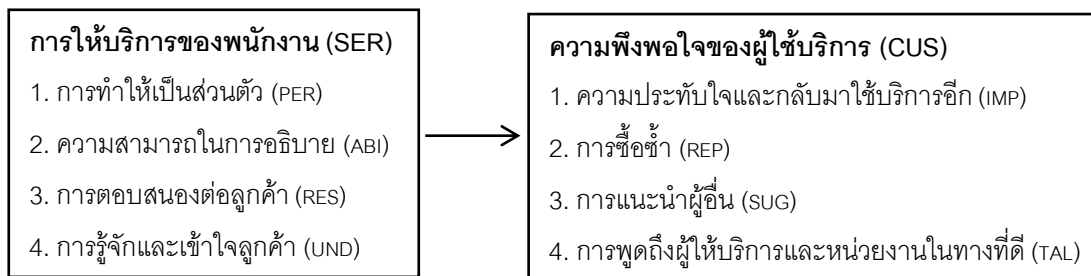 การให้บริการของพนักงาน (SER)
1. การทำให้เป็นส่วนตัว (PER)
2. ความสามารถในการอธิบาย (ABI)
3. การตอบสนองต่อลูกค้า (RES)
4. การรู้จักและเข้าใจลูกค้า (UND)
ความพึงพอใจของผู้ใช้บริการ (CUS)
1. ความประทับใจและกลับมาใช้บริการอีก (IMP)
2. การซื้อซ้ำ (REP)
3. การแนะนำผู้อื่น (SUG)
4. การพูดถึงผู้ให้บริการและหน่วยงานในทางที่ดี (TAL)